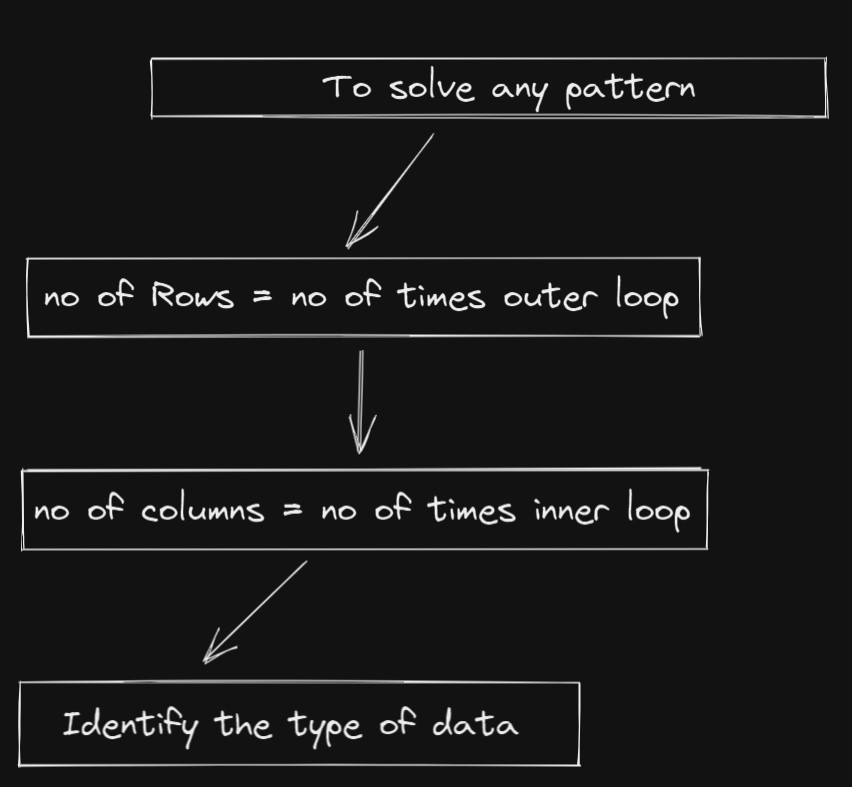 To solve any pattern
no of Rows = no of times outer loop
no of columns = no of times inner loop
Identify the type of data